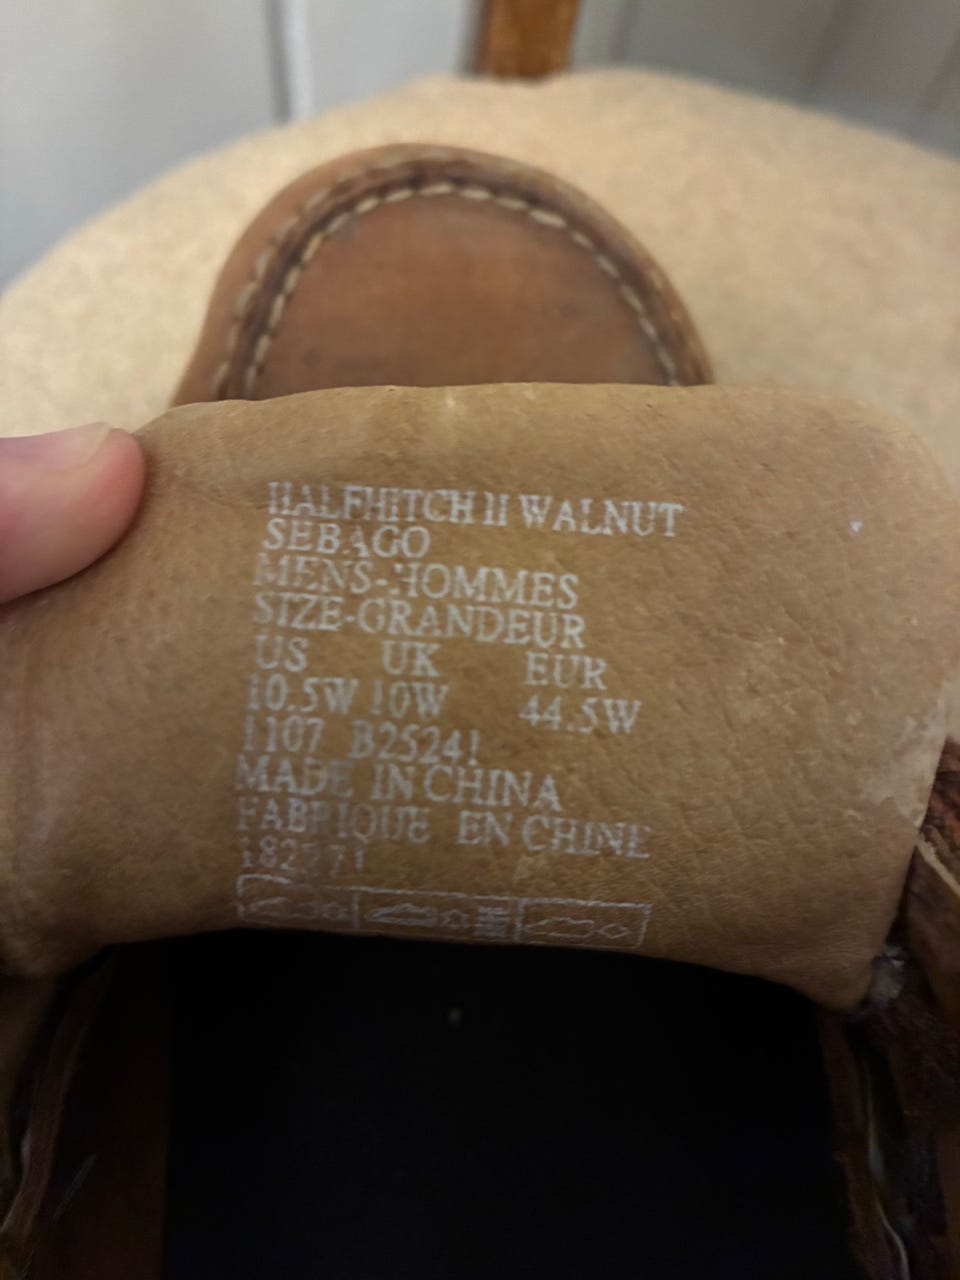 HALFHITCH II WALNUT
SEBAGO
MENS-HOMMES
SIZE-GRANDEUR
US UK EUR
10.5W 10W 44.5W
1107 B25241
MADE IN CHINA
FABRIQUE EN CHINE